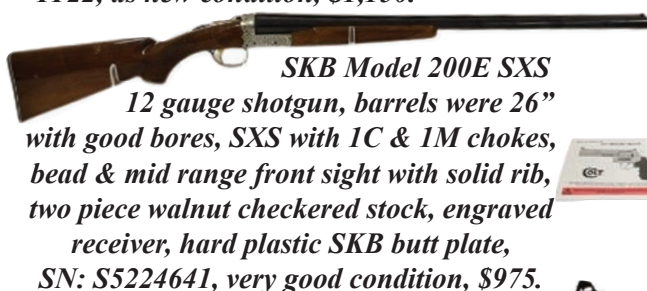 SKB Model 200E SXS
12 gauge shotgun, barrels were 26”
with good bores, SXS with 1C & 1M chokes,
bead & mid range front sight with solid rib,
two piece walnut checkered stock, engraved
receiver, hard plastic SKB butt plate,
SN: S5224641, very good condition, $975.
COLT